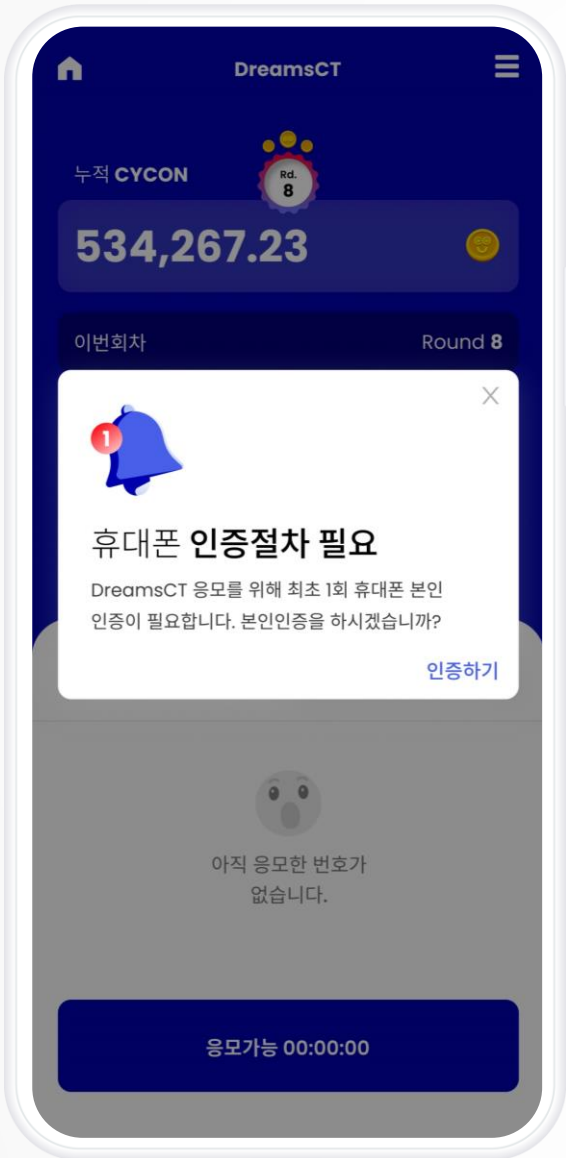 DreamsCT
누적 CYCON
Rd.
8
534,267.23
이번회차 Round 8
1
휴대폰 인증절차 필요
DreamsCT 응모를 위해 최초 1회 휴대폰 본인
인증이 필요합니다. 본인인증을 하시겠습니까?
인증하기
아직 응모한 번호가
없습니다.
응모가능 00:00:00